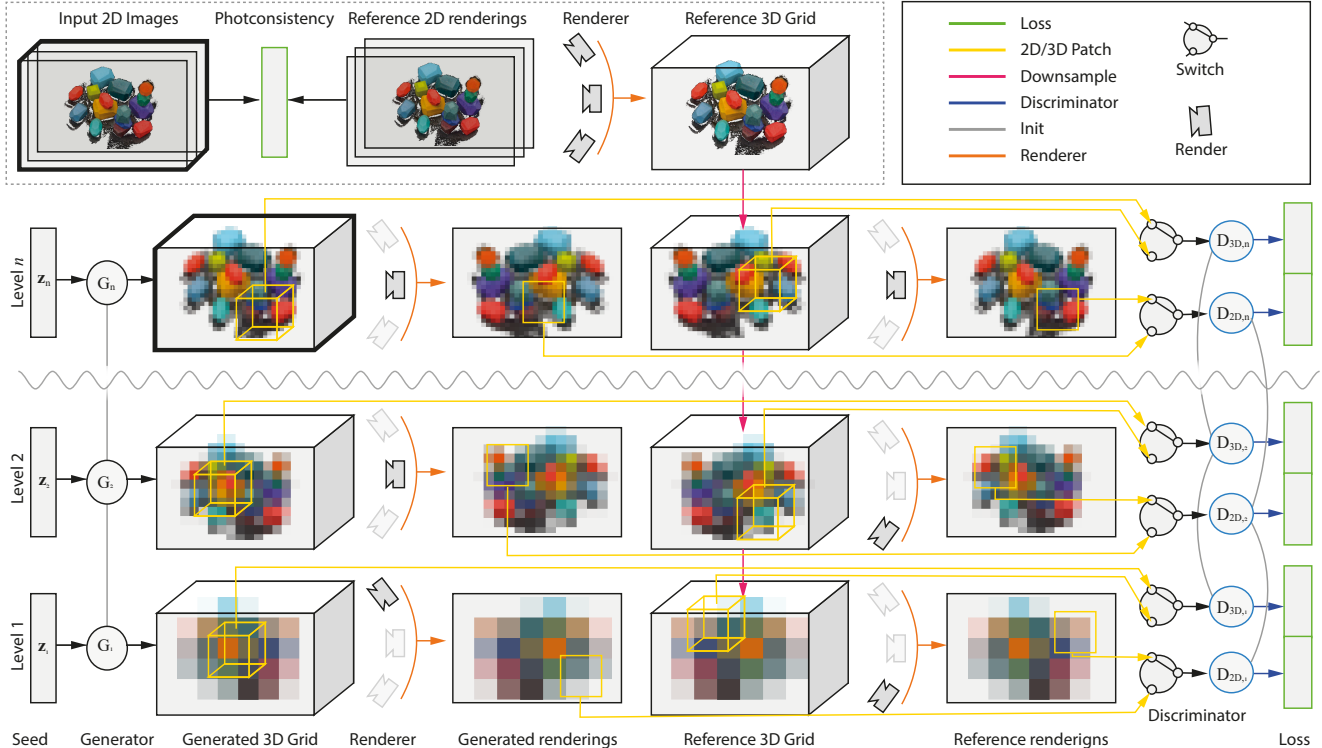 Input 2D Images
Photconsistency
Reference 2D renderings
Renderer
Reference 3D Grid
Loss
2D/3D Patch
Downsample
Discriminator
Init
Renderer
Switch
Render
Level n
zn
Gn
D3D,n
D2D,n
Level 2
z2
G2
D3D,2
D2D,2
Level 1
z1
G1
D3D,1
D2D,1
Seed
Generator
Generated 3D Grid
Renderer
Generated renderings
Reference 3D Grid
Reference renderigns
Discriminator
Loss